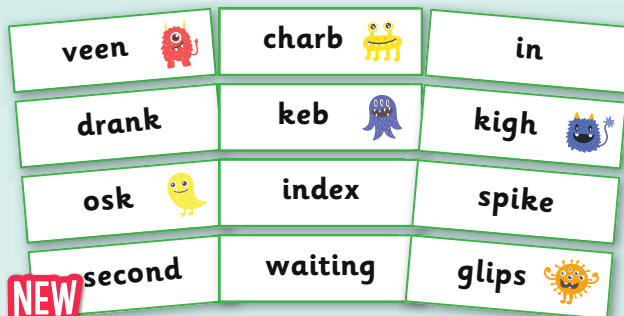 veen
charb
in
drank
keb
kigh
osk
index
spike
second
waiting
glips
NEW